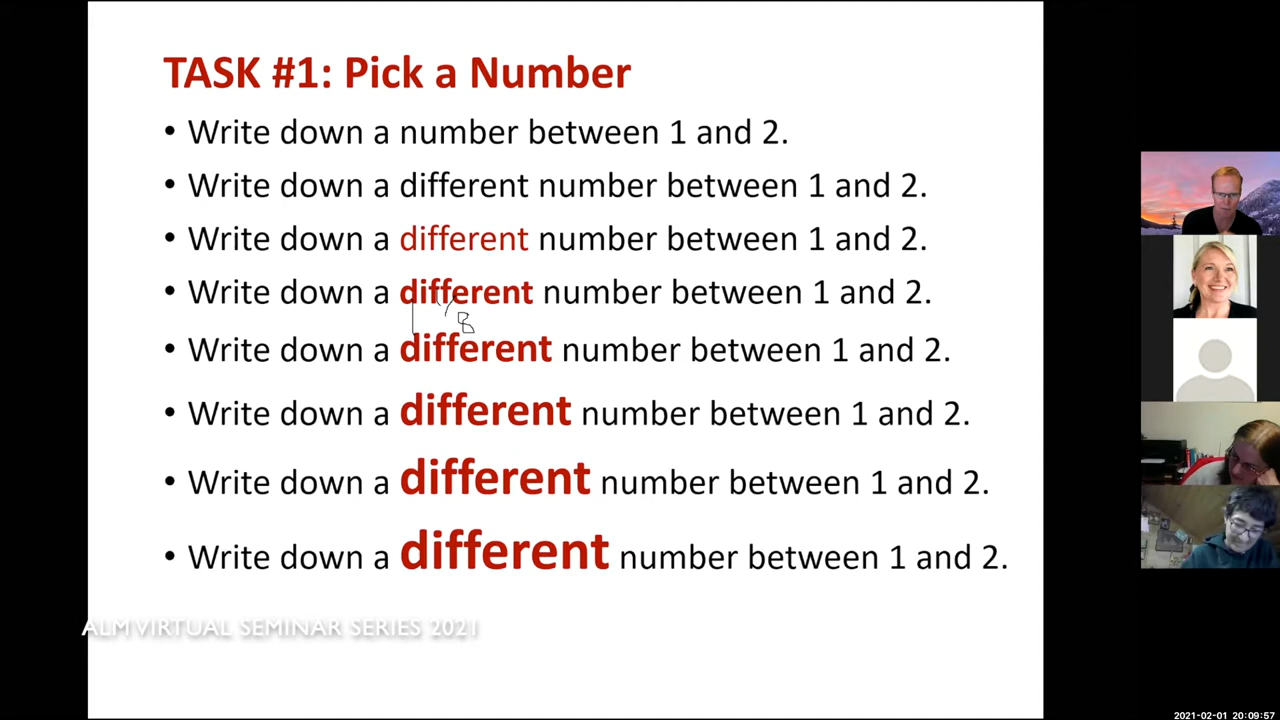 TASK #1: Pick a Number
• Write down a number between 1 and 2.
• Write down a different number between 1 and 2.
• Write down a different number between 1 and 2.
• Write down a different number between 1 and 2.
• Write down a different number between 1 and 2.
• Write down a different number between 1 and 2.
• Write down a different number between 1 and 2.
• Write down a different number between 1 and 2.
ALM VIRTUAL SEMINAR SERIES 2021
2021-02-01 20:09:57